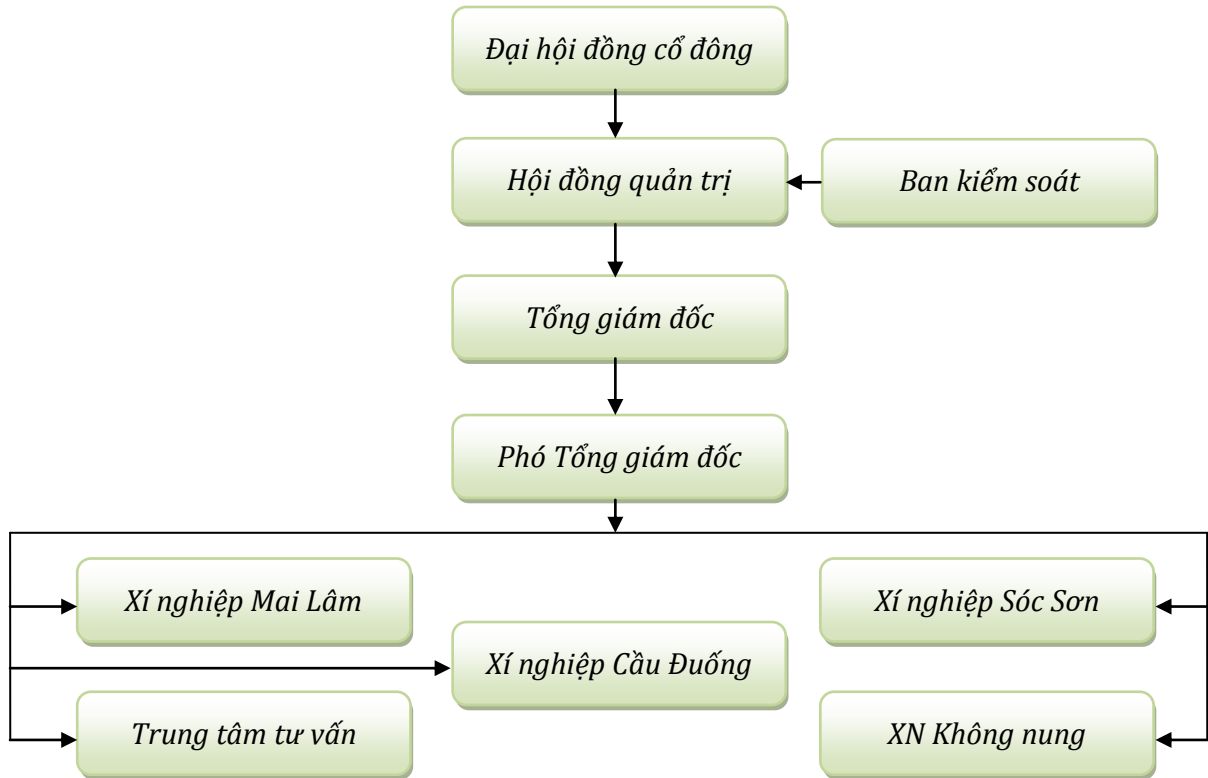 Đại hội đồng cổ đông
Hội đồng quản trị
Ban kiểm soát
Tổng giám đốc
Phó Tổng giám đốc
Xí nghiệp Mai Lâm
Xí nghiệp Sóc Sơn
Xí nghiệp Cầu Đuống
Trung tâm tư vấn
XN Không nung